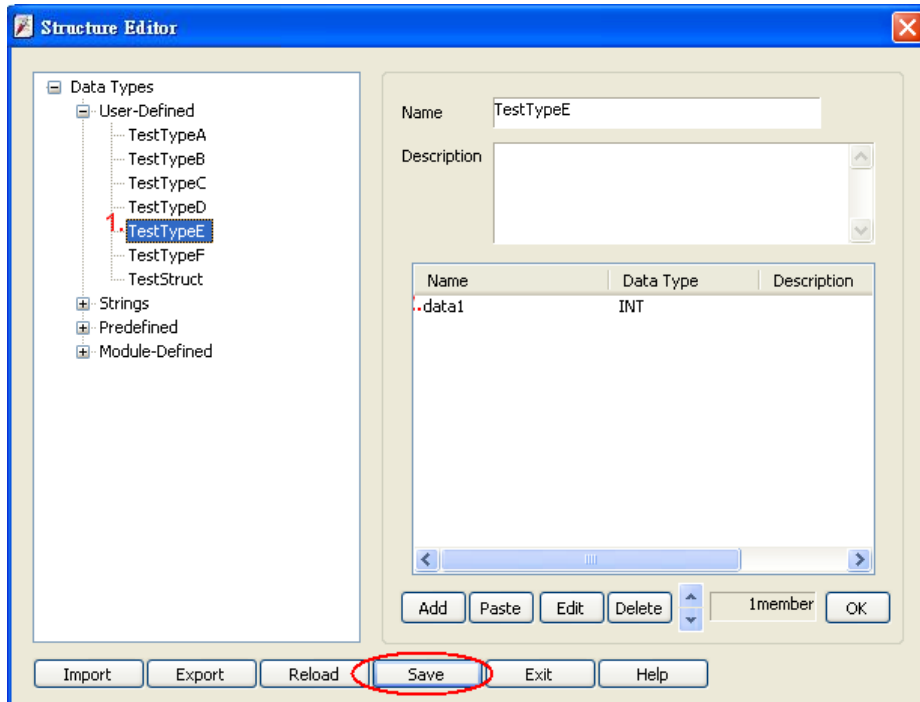 Structure Editor
Data Types
User-Defined
TestTypeA
TestTypeB
TestTypeC
TestTypeD
1. TestTypeE
TestTypeF
TestStruct
Strings
Predefined
Module-Defined
Name TestTypeE
Description
Name Data Type Description
data1 INT
Add Paste Edit Delete 1member OK
Import Export Reload Save Exit Help